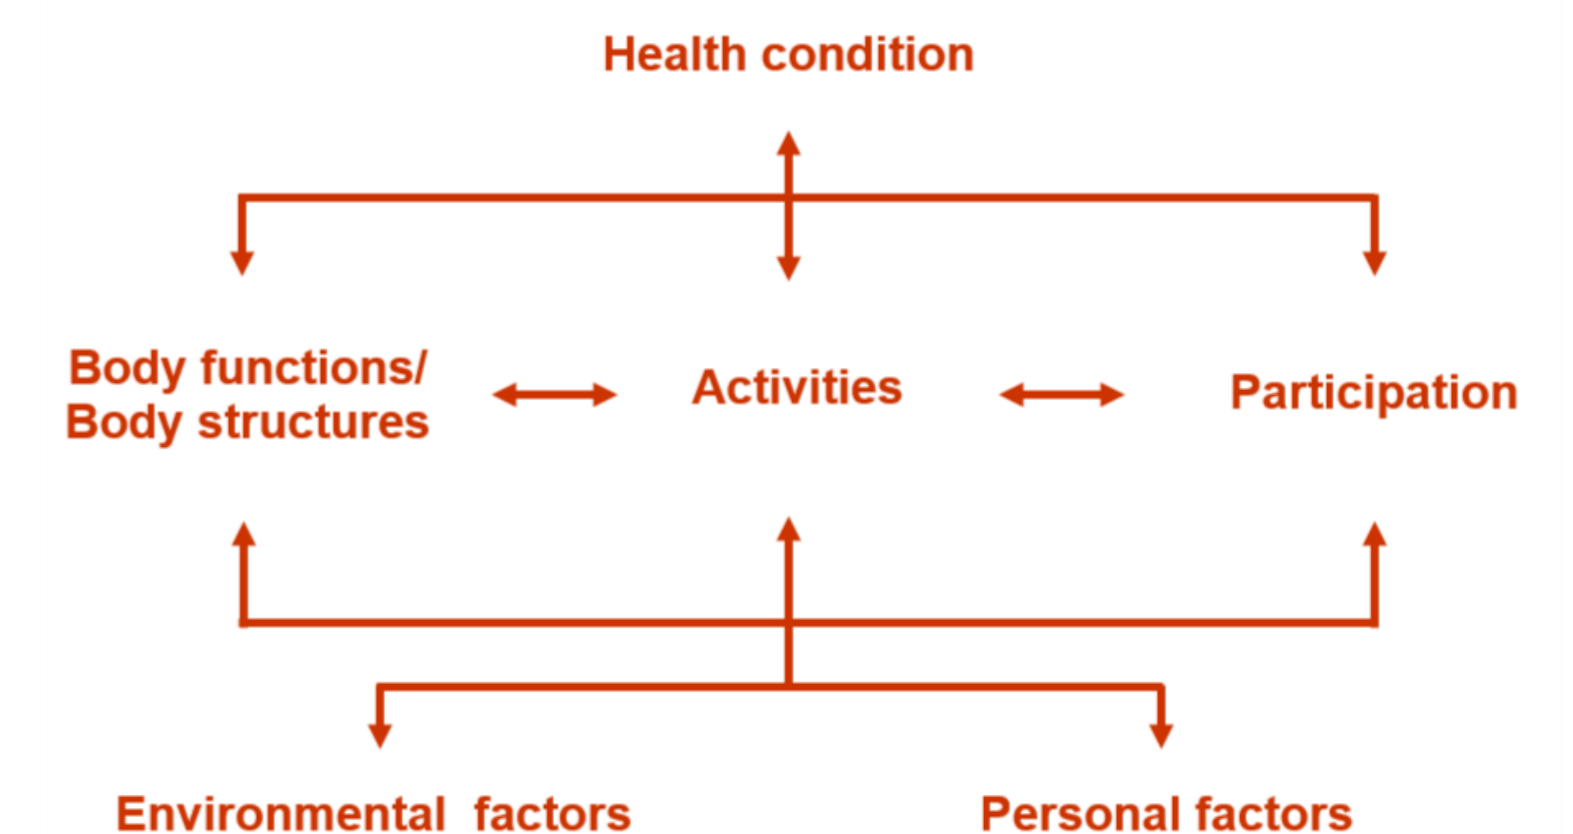 Health condition
Body functions/
Body structures
Activities
Participation
Environmental factors
Personal factors